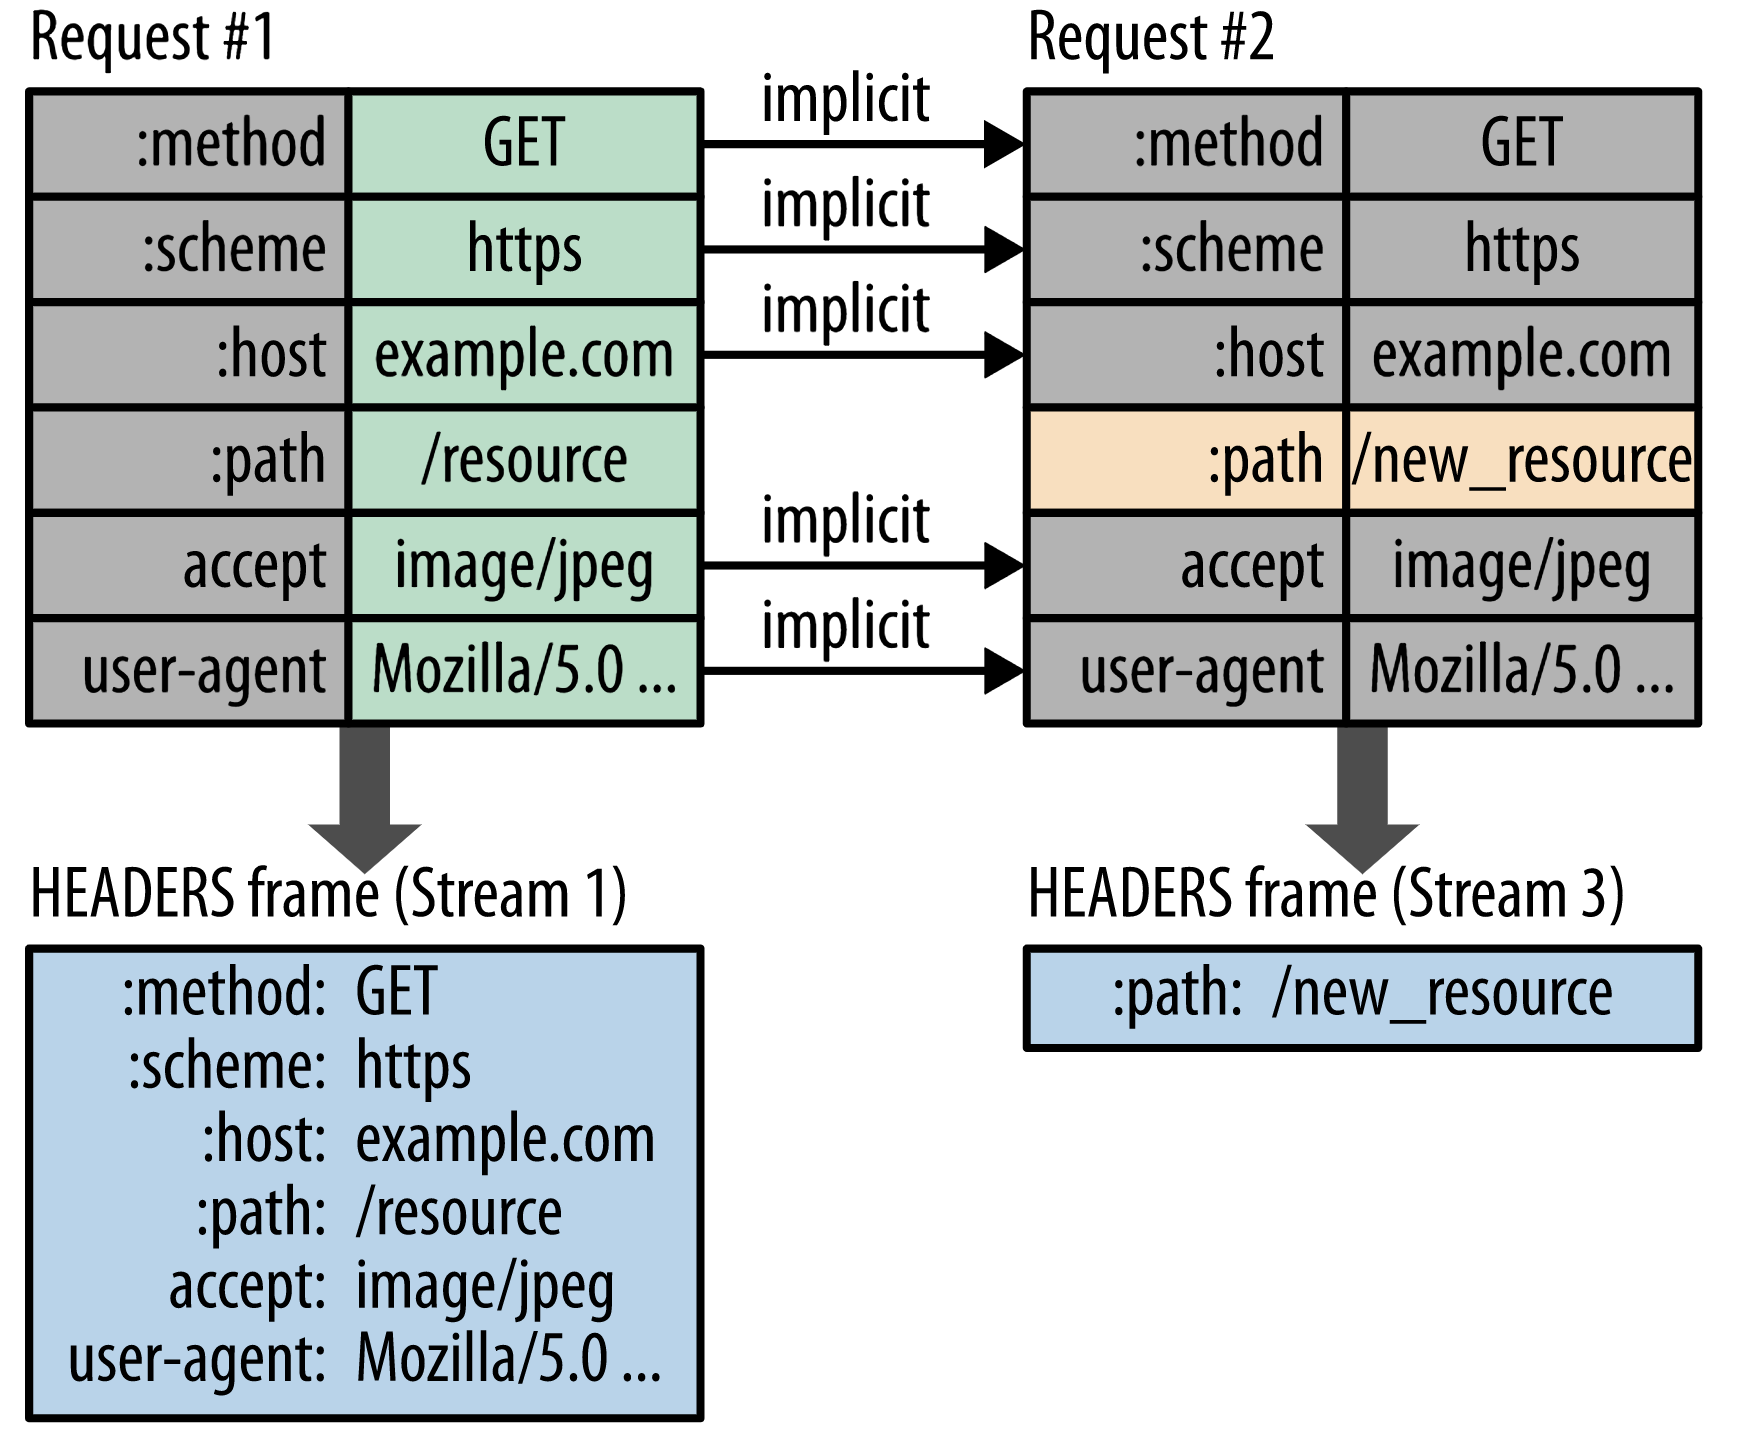 Request #1
:method GET
:scheme https
:host example.com
:path /resource
accept image/jpeg
user-agent Mozilla/5.0 ...
implicit
implicit
implicit
implicit
implicit
Request #2
:method GET
:scheme https
:host example.com
:path /new_resource
accept image/jpeg
user-agent Mozilla/5.0 ...
HEADERS frame (Stream 1)
:method: GET
:scheme: https
:host: example.com
:path: /resource
accept: image/jpeg
user-agent: Mozilla/5.0 ...
HEADERS frame (Stream 3)
:path: /new_resource